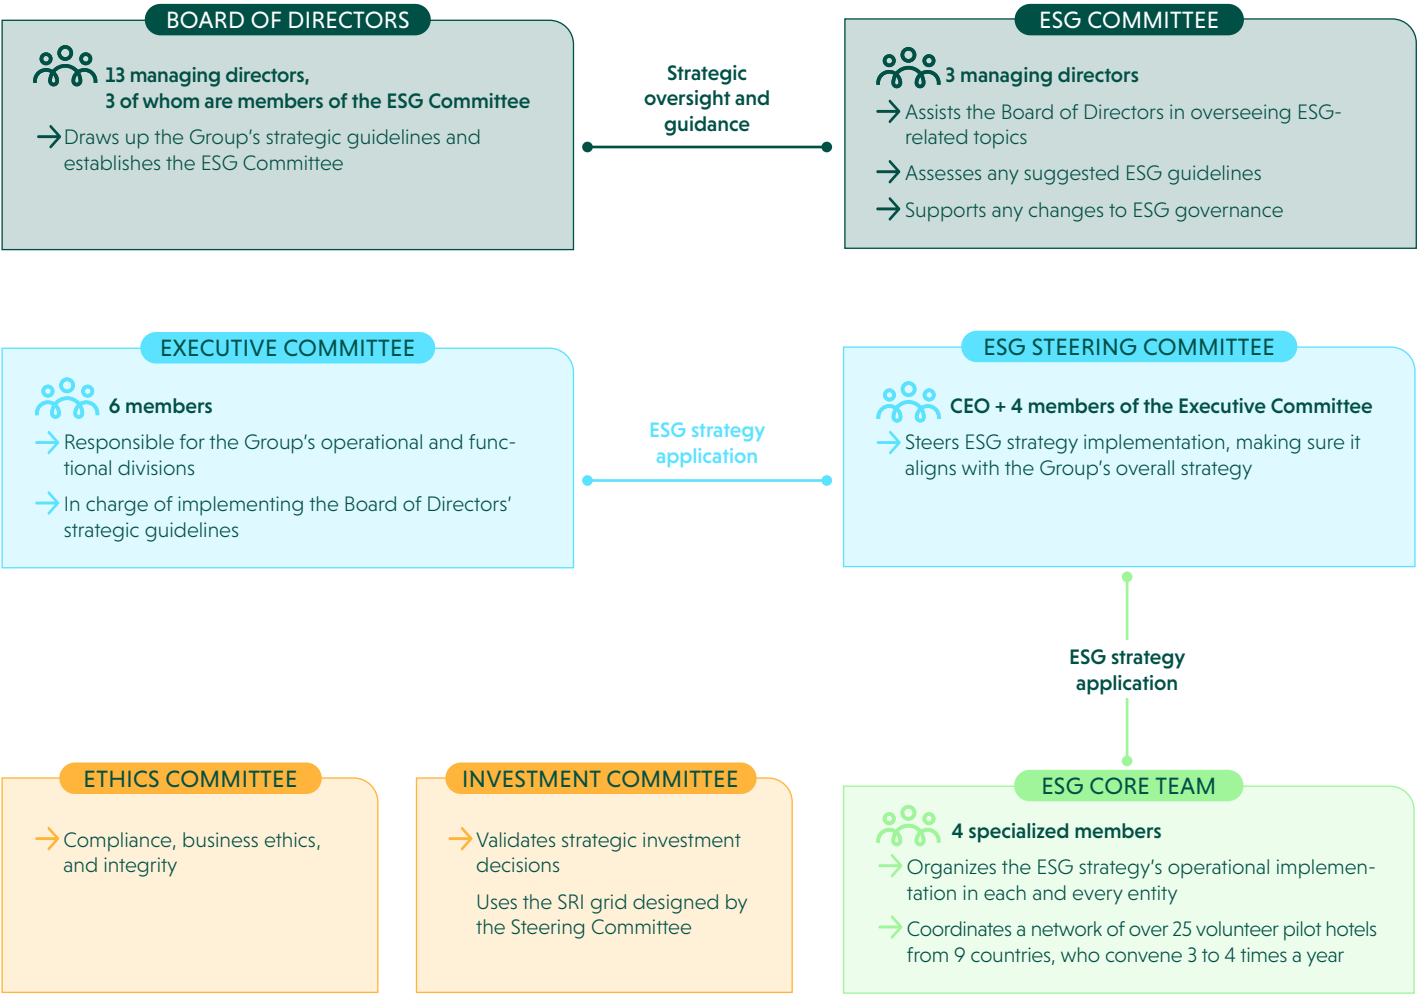 BOARD OF DIRECTORS
13 managing directors,
3 of whom are members of the ESG Committee
Draws up the Group’s strategic guidelines and
establishes the ESG Committee
Strategic
oversight and
guidance
ESG COMMITTEE
3 managing directors
Assists the Board of Directors in overseeing ESG-
related topics
Assesses any suggested ESG guidelines
Supports any changes to ESG governance
EXECUTIVE COMMITTEE
6 members
Responsible for the Group’s operational and func-
tional divisions
In charge of implementing the Board of Directors’
strategic guidelines
ESG strategy
application
ESG STEERING COMMITTEE
CEO + 4 members of the Executive Committee
Steers ESG strategy implementation, making sure it
aligns with the Group’s overall strategy
ESG strategy
application
ETHICS COMMITTEE
Compliance, business ethics,
and integrity
INVESTMENT COMMITTEE
Validates strategic investment
decisions
Uses the SRI grid designed by
the Steering Committee
ESG CORE TEAM
4 specialized members
Organizes the ESG strategy’s operational implemen-
tation in each and every entity
Coordinates a network of over 25 volunteer pilot hotels
from 9 countries, who convene 3 to 4 times a year